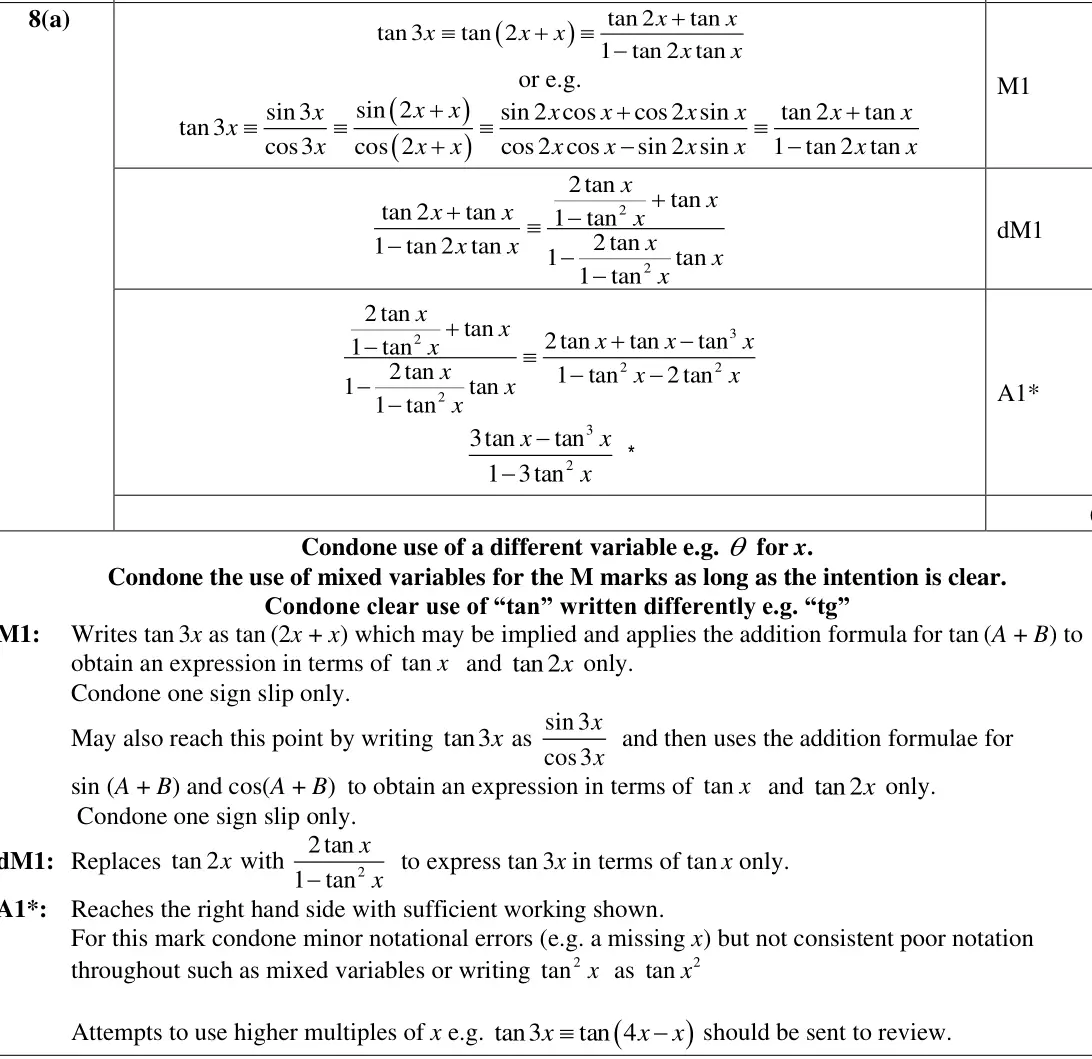 8(a)
tan 3x ≡ tan (2x + x) ≡ (tan 2x + tan x)/(1 − tan 2x tan x)
or e.g.
tan 3x ≡ (sin 3x)/(cos 3x) ≡ (sin (2x + x))/(cos (2x + x)) ≡ (sin 2x cos x + cos 2x sin x)/(cos 2x cos x − sin 2x sin x) ≡ (tan 2x + tan x)/(1 − tan 2x tan x)
M1
(tan 2x + tan x)/(1 − tan 2x tan x) ≡ ((2 tan x)/(1 − tan² x) + tan x)/(1 − (2 tan x)/(1 − tan² x) tan x)
dM1
((2 tan x)/(1 − tan² x) + tan x)/(1 − (2 tan x)/(1 − tan² x) tan x) ≡ (2 tan x + tan x − tan³ x)/(1 − tan² x − 2 tan² x)
(3 tan x − tan³ x)/(1 − 3 tan² x) *
A1*
Condone use of a different variable e.g. θ for x.
Condone the use of mixed variables for the M marks as long as the intention is clear.
Condone clear use of “tan” written differently e.g. “tg”
M1: Writes tan 3x as tan (2x + x) which may be implied and applies the addition formula for tan (A + B) to
obtain an expression in terms of tan x and tan 2x only.
Condone one sign slip only.
May also reach this point by writing tan 3x as (sin 3x)/(cos 3x) and then uses the addition formulae for
sin (A + B) and cos(A + B) to obtain an expression in terms of tan x and tan 2x only.
Condone one sign slip only.
dM1: Replaces tan 2x with (2 tan x)/(1 − tan² x) to express tan 3x in terms of tan x only.
A1*: Reaches the right hand side with sufficient working shown.
For this mark condone minor notational errors (e.g. a missing x) but not consistent poor notation
throughout such as mixed variables or writing tan² x as tan x²
Attempts to use higher multiples of x e.g. tan 3x ≡ tan (4x − x) should be sent to review.